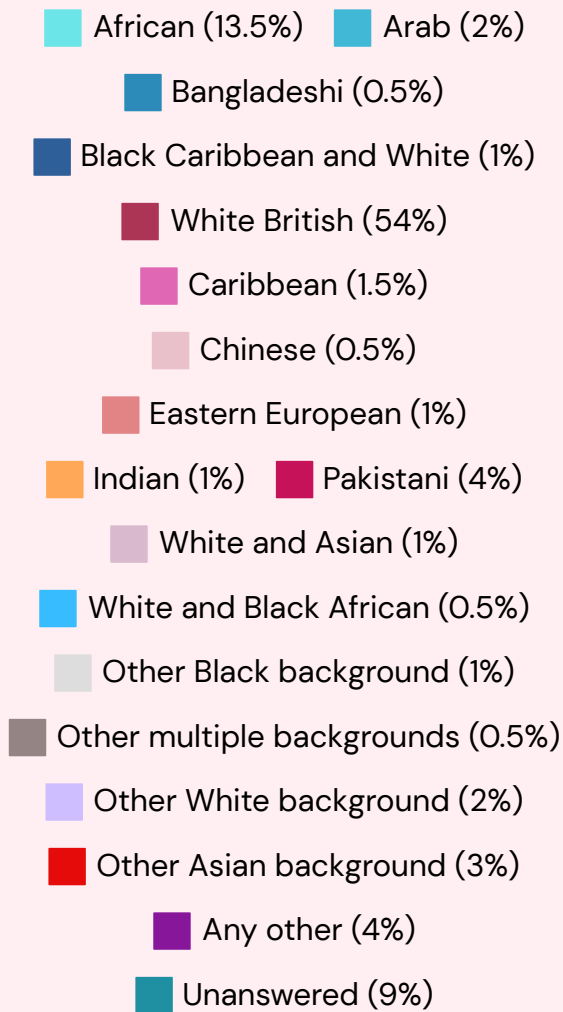 African (13.5%) Arab (2%)
Bangladeshi (0.5%)
Black Caribbean and White (1%)
White British (54%)
Caribbean (1.5%)
Chinese (0.5%)
Eastern European (1%)
Indian (1%) Pakistani (4%)
White and Asian (1%)
White and Black African (0.5%)
Other Black background (1%)
Other multiple backgrounds (0.5%)
Other White background (2%)
Other Asian background (3%)
Any other (4%)
Unanswered (9%)